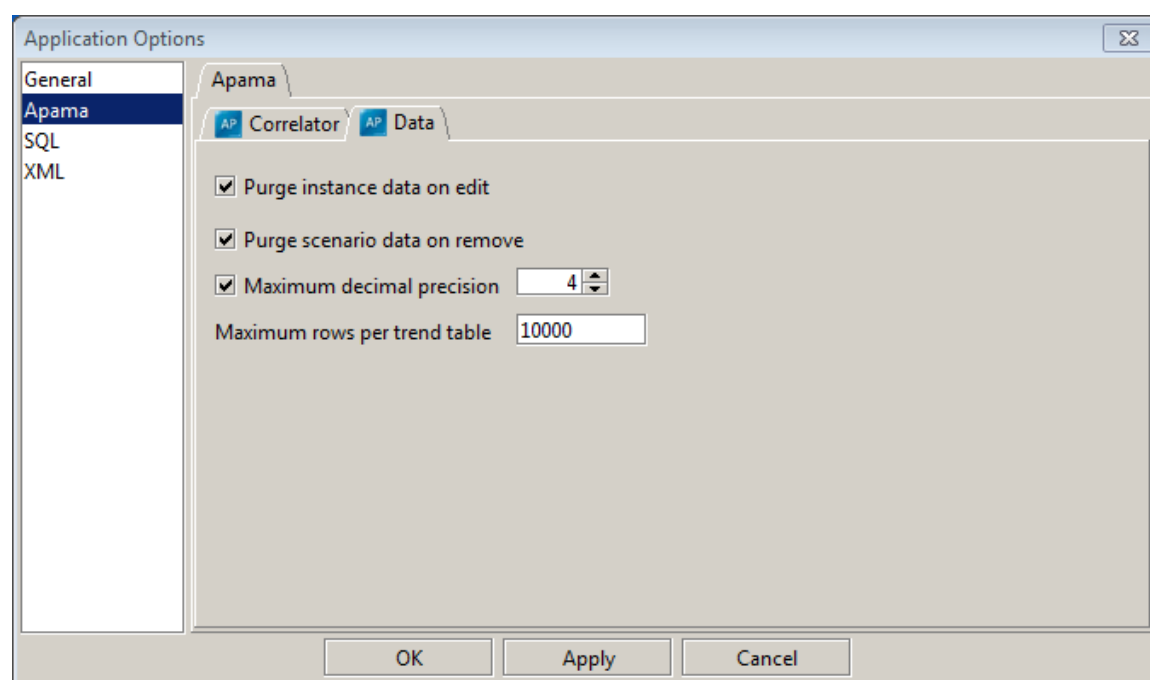 Application Options
General
Apama
SQL
XML
Apama
AP Correlator
AP Data
Purge instance data on edit
Purge scenario data on remove
Maximum decimal precision 4
Maximum rows per trend table 10000
OK Apply Cancel